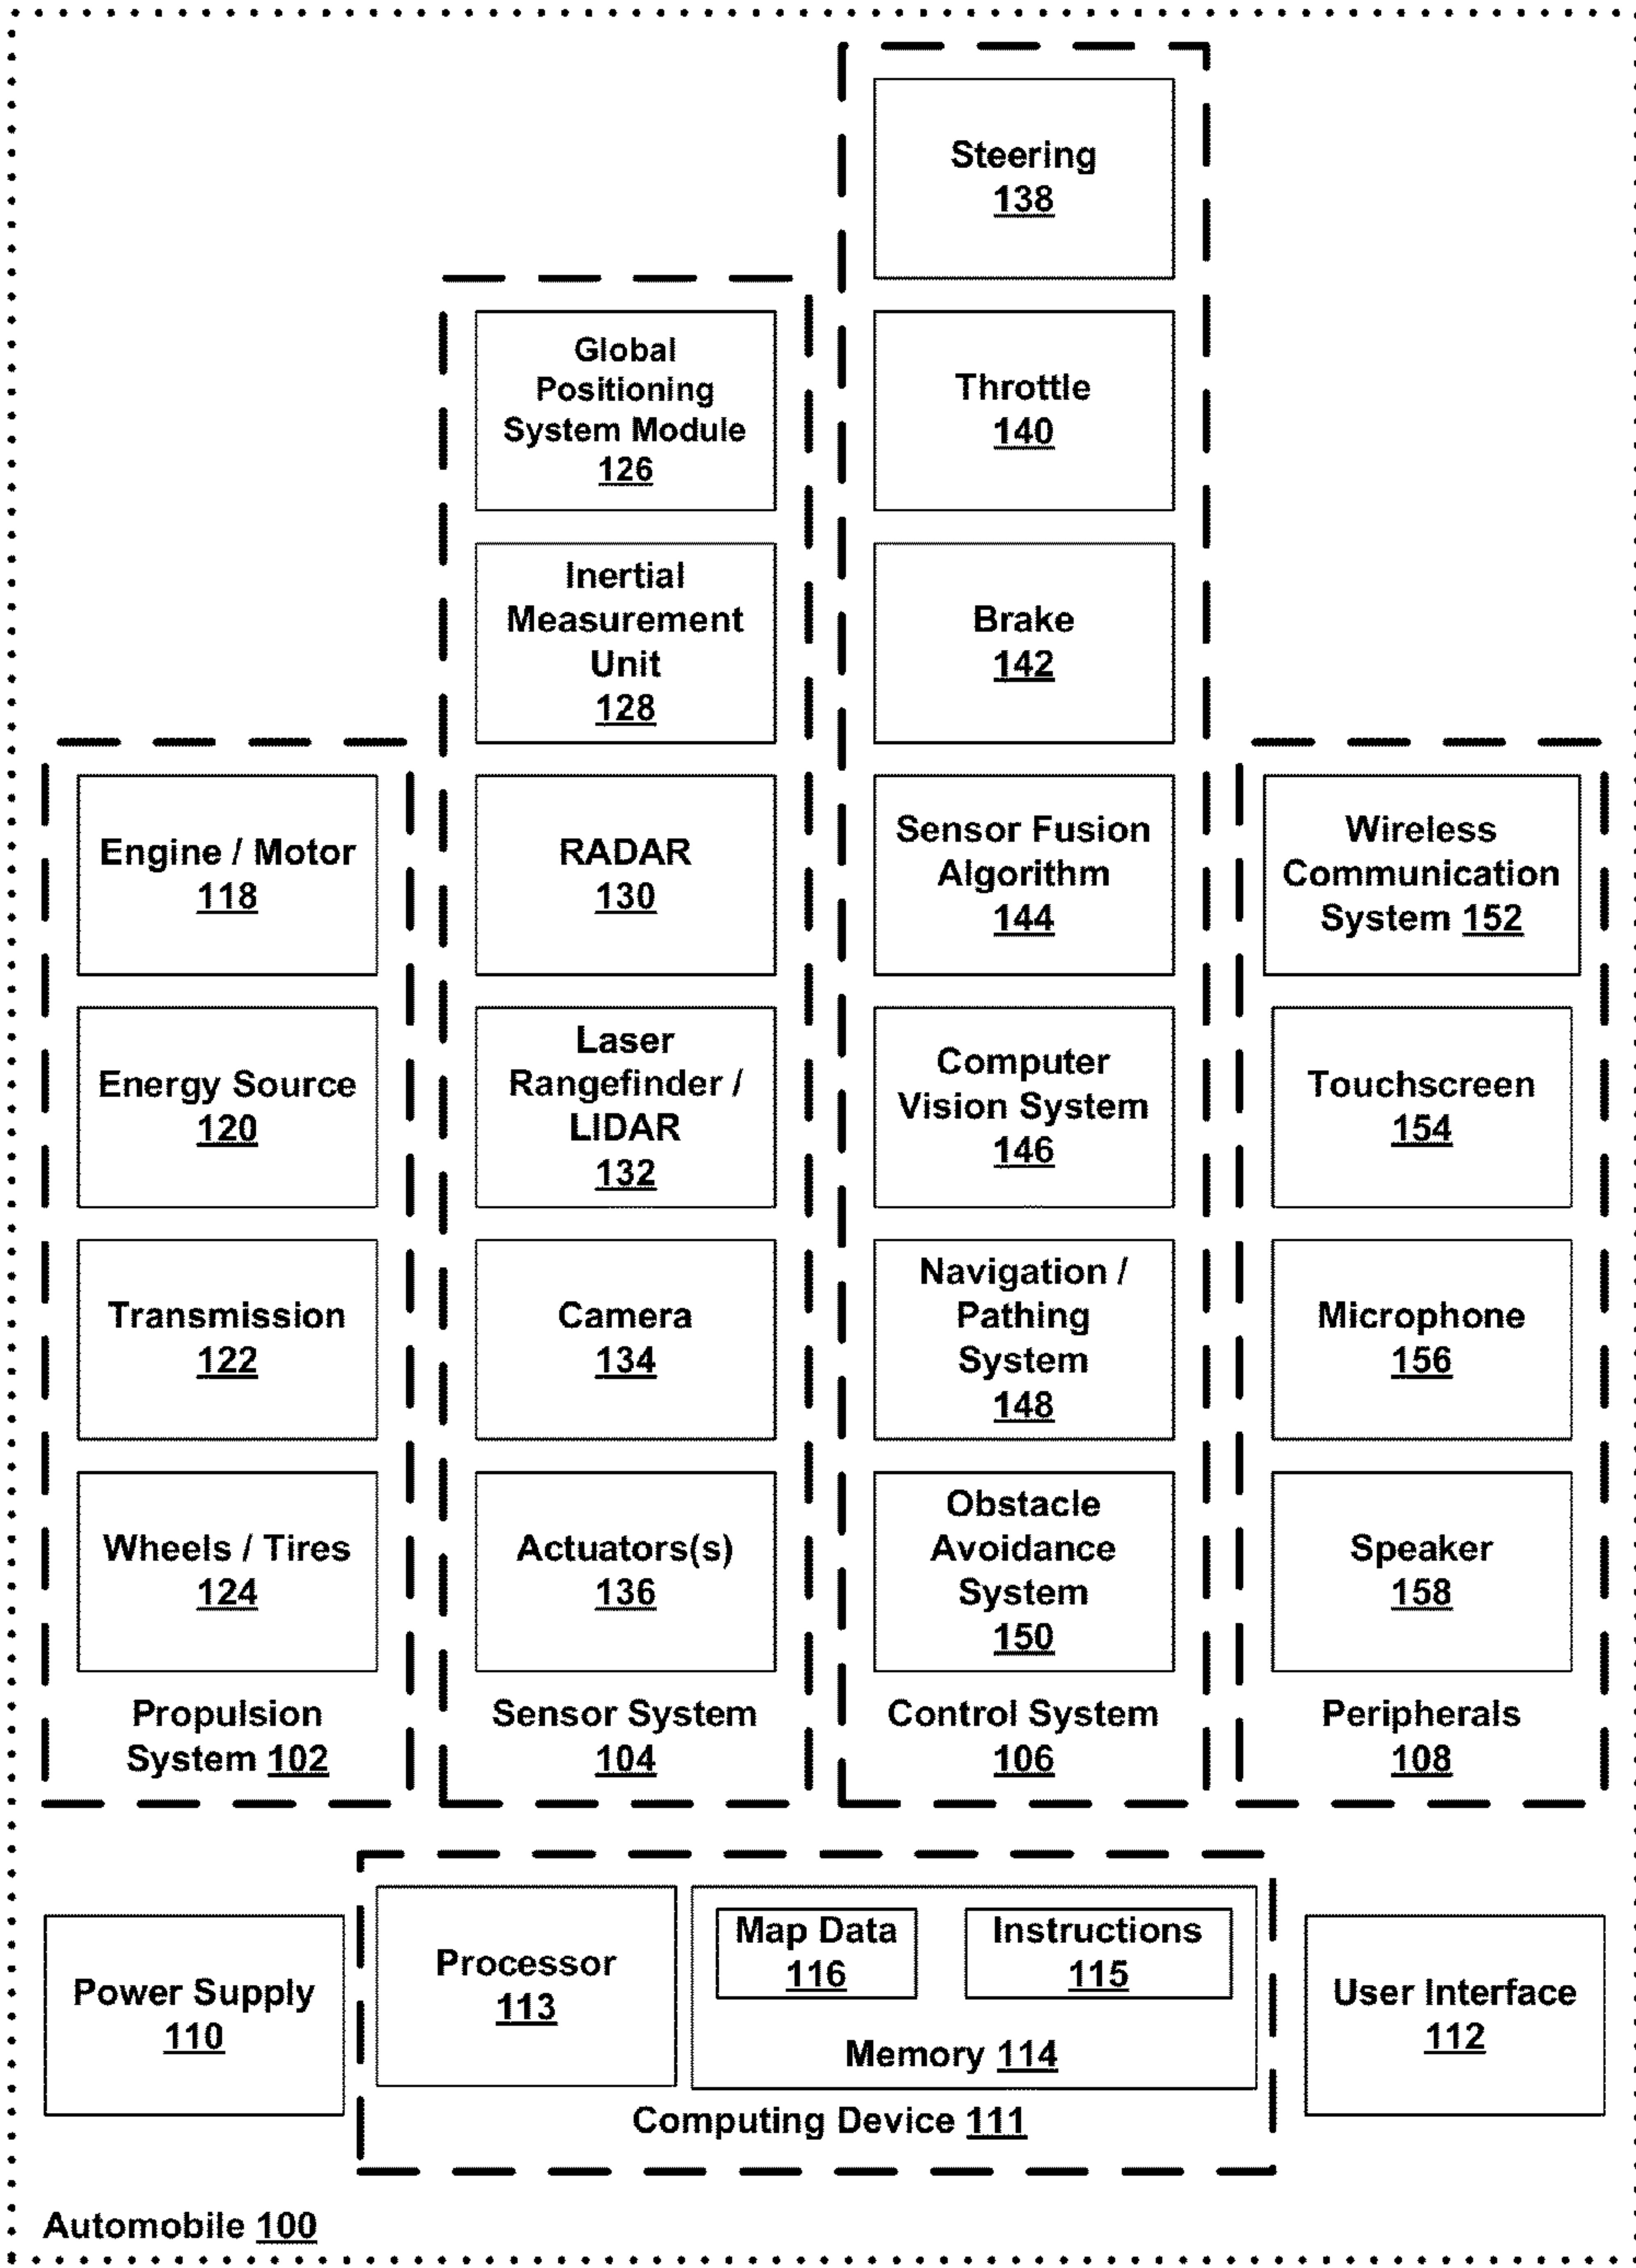 Steering
138
Throttle
140
Brake
142
Sensor Fusion
Algorithm
144
Computer
Vision System
146
Navigation /
Pathing
System
148
Obstacle
Avoidance
System
150
Control System
106
Global
Positioning
System Module
126
Inertial
Measurement
Unit
128
RADAR
130
Laser
Rangefinder /
LIDAR
132
Camera
134
Actuators(s)
136
Sensor System
104
Engine / Motor
118
Energy Source
120
Transmission
122
Wheels / Tires
124
Propulsion
System 102
Wireless
Communication
System 152
Touchscreen
154
Microphone
156
Speaker
158
Peripherals
108
Power Supply
110
Processor
113
Map Data
116
Instructions
115
Memory 114
Computing Device 111
User Interface
112
Automobile 100